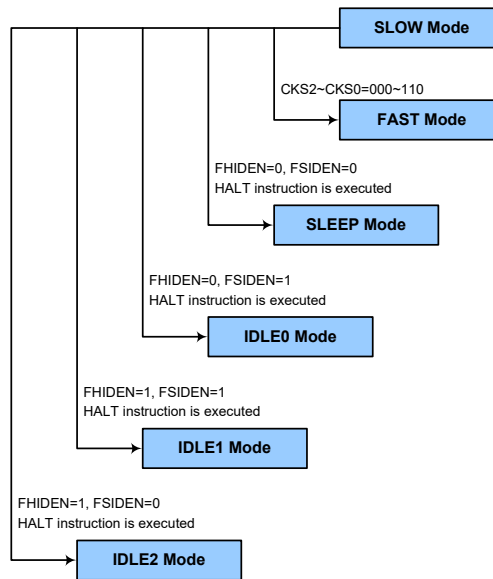 SLOW Mode
CKS2~CKS0=000~110
FAST Mode
FHIDEN=0, FSIDEN=0
HALT instruction is executed
SLEEP Mode
FHIDEN=0, FSIDEN=1
HALT instruction is executed
IDLE0 Mode
FHIDEN=1, FSIDEN=1
HALT instruction is executed
IDLE1 Mode
FHIDEN=1, FSIDEN=0
HALT instruction is executed
IDLE2 Mode